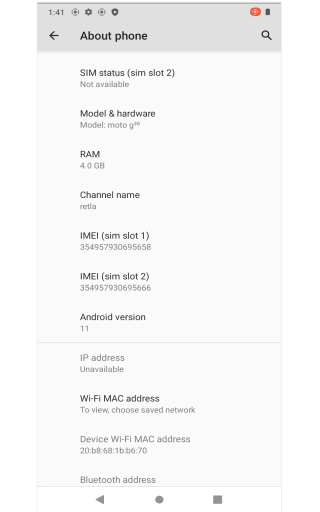 1:41
About phone
SIM status (sim slot 2)
Not available
Model & hardware
Model: moto g²⁰
RAM
4.0 GB
Channel name
retla
IMEI (sim slot 1)
354957930695658
IMEI (sim slot 2)
354957930695666
Android version
11
IP address
Unavailable
Wi-Fi MAC address
To view, choose saved network
Device Wi-Fi MAC address
20:b8:68:1b:b6:70
Bluetooth address